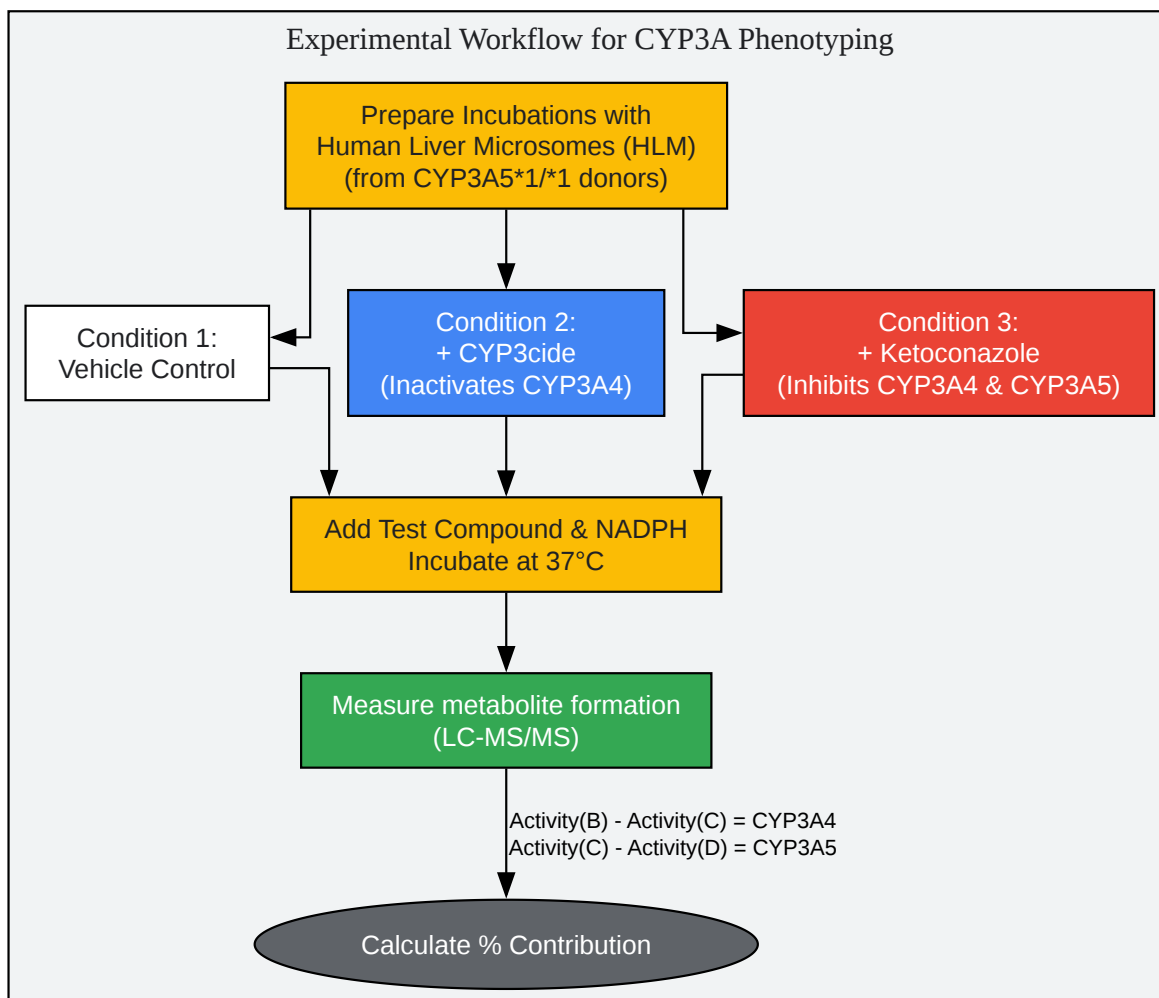 Experimental Workflow for CYP3A Phenotyping
Prepare Incubations with
Human Liver Microsomes (HLM)
(from CYP3A5*1/*1 donors)
Condition 1:
Vehicle Control
Condition 2:
+ CYP3cide
(Inactivates CYP3A4)
Condition 3:
+ Ketoconazole
(Inhibits CYP3A4 & CYP3A5)
Add Test Compound & NADPH
Incubate at 37°C
Measure metabolite formation
(LC-MS/MS)
Activity(B) - Activity(C) = CYP3A4
Activity(C) - Activity(D) = CYP3A5
Calculate % Contribution